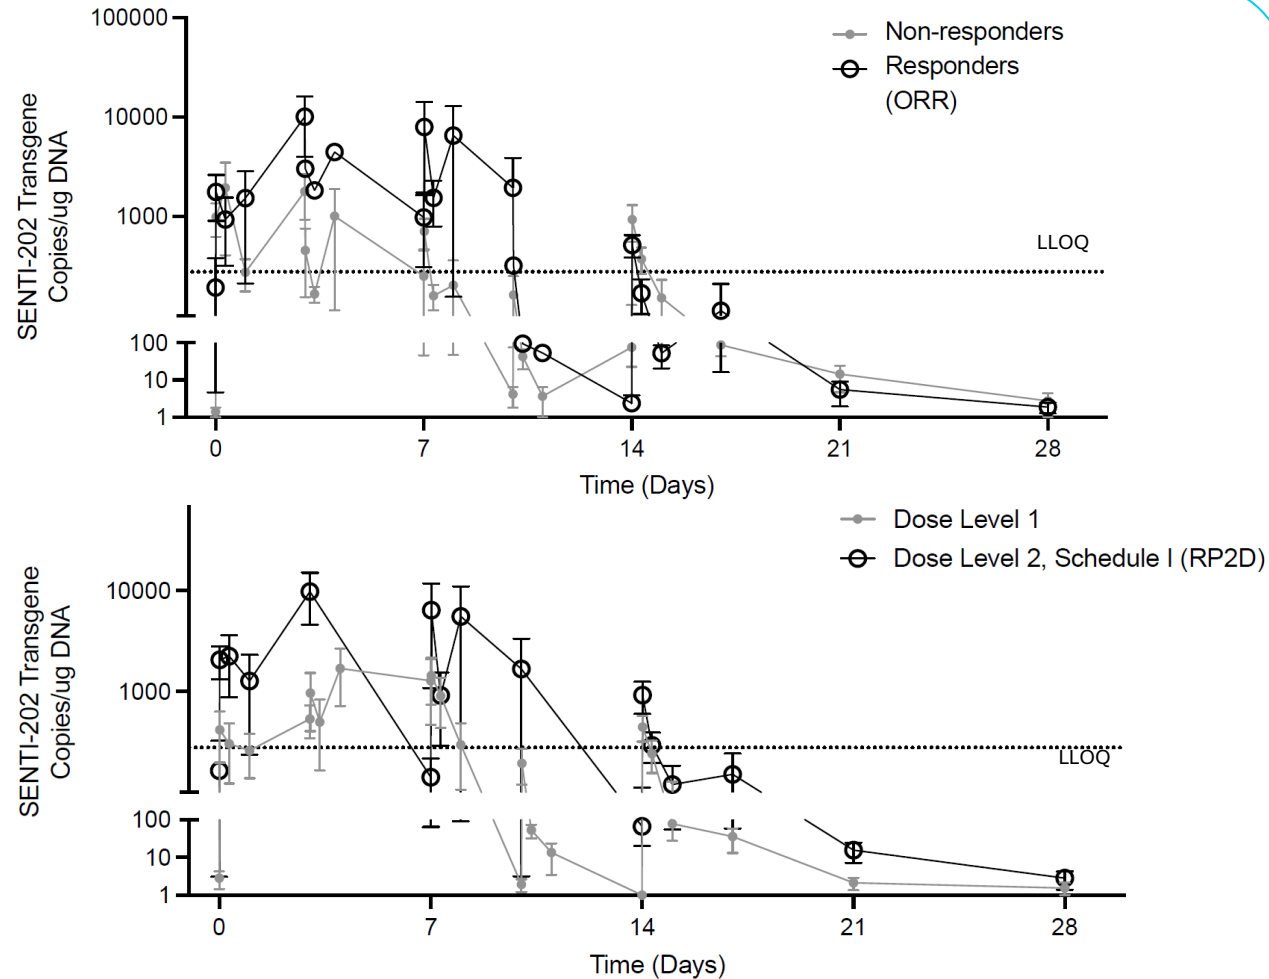 100000
10000
1000
100
10
1
SENTI-202 Transgene
Copies/ug DNA
Non-responders
Responders
(ORR)
LLOQ
0 7 14 21 28
Time (Days)
10000
1000
100
10
1
SENTI-202 Transgene
Copies/ug DNA
Dose Level 1
Dose Level 2, Schedule I (RP2D)
LLOQ
0 7 14 21 28
Time (Days)